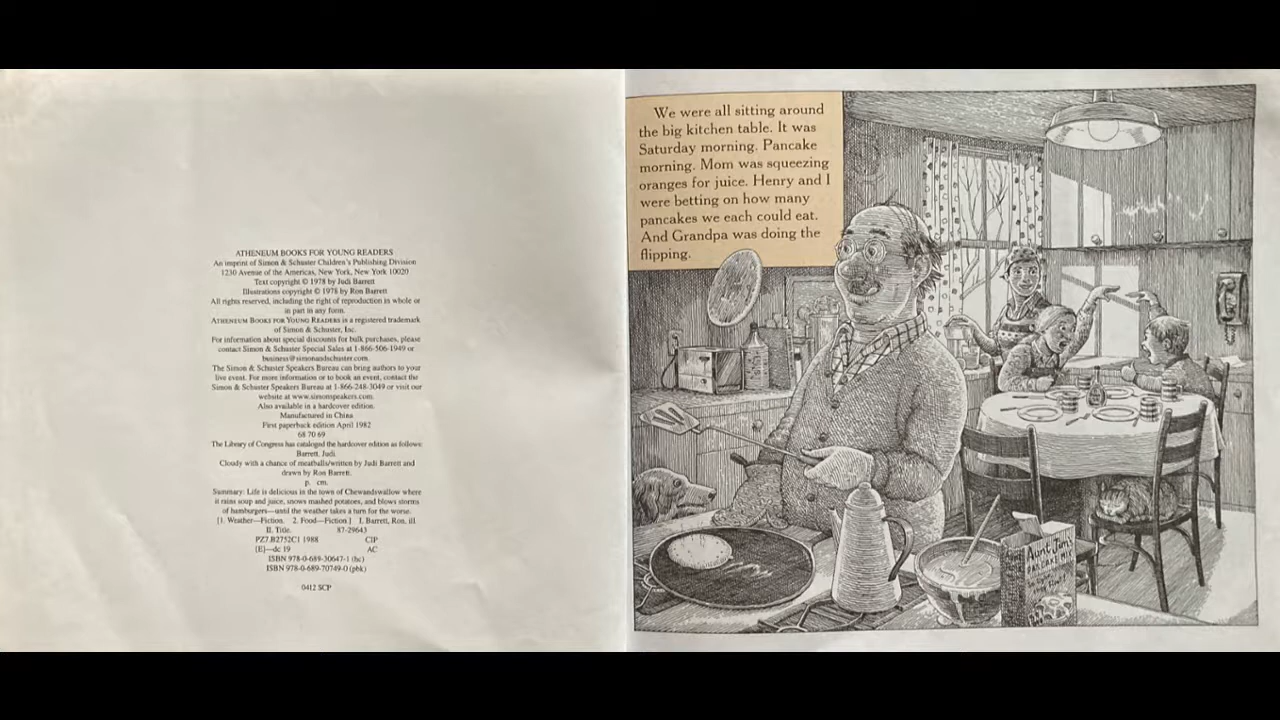 ATHENEUM BOOKS FOR YOUNG READERS
An imprint of Simon & Schuster Children's Publishing Division
1230 Avenue of the Americas, New York, New York 10020
Text copyright © 1978 by Judi Barrett
Illustrations copyright © 1978 by Ron Barrett
All rights reserved, including the right of reproduction in whole or
in part in any form.
ATHENEUM BOOKS FOR YOUNG READERS is a registered trademark
of Simon & Schuster, Inc.
For information about special discounts for bulk purchases, please
contact Simon & Schuster Special Sales at 1-866-506-1949 or
business@simonandschuster.com.
The Simon & Schuster Speakers Bureau can bring authors to your
live event. For more information or to book an event, contact the
Simon & Schuster Speakers Bureau at 1-866-248-3049 or visit our
website at www.simonspeakers.com.
Also available in a hardcover edition.
Manufactured in China
First paperback edition April 1982
68 70 69
The Library of Congress has cataloged the hardcover edition as follows:
Barrett, Judi.
Cloudy with a chance of meatballs/written by Judi Barrett and
drawn by Ron Barrett.
p. cm.
Summary: Life is delicious in the town of Chewandswallow where
it rains soup and juice, snows mashed potatoes, and blows storms
of hamburgers—until the weather takes a turn for the worse.
[1. Weather—Fiction. 2. Food—Fiction.] I. Barrett, Ron, ill.
II. Title. 87-29643
PZ7.B2752C1 1988 CIP
[E]—dc 19 AC
ISBN 978-0-689-30647-1 (hc)
ISBN 978-0-689-70749-0 (pbk)
0412 SCP
We were all sitting around
the big kitchen table. It was
Saturday morning. Pancake
morning. Mom was squeezing
oranges for juice. Henry and I
were betting on how many
pancakes we each could eat.
And Grandpa was doing the
flipping.
Aunt Jim's
PANCAKE MIX